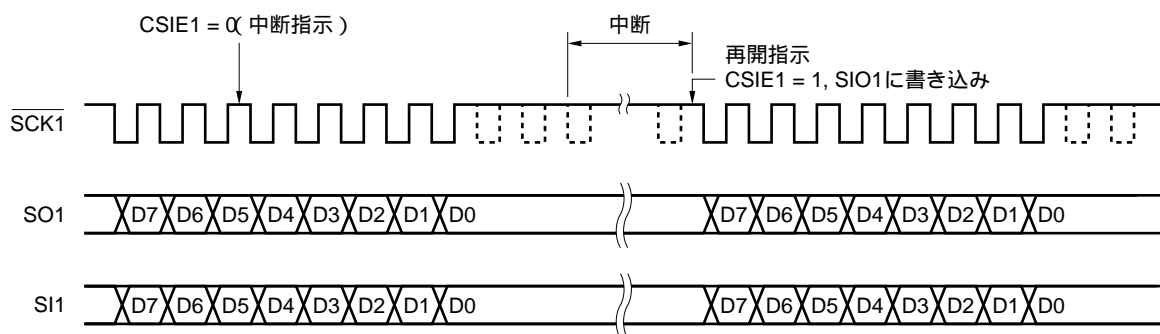 CSIE1 = 0(中断指示)
中断
再開指示
CSIE1 = 1, SIO1に書き込み
SCK1
SO1 D7 D6 D5 D4 D3 D2 D1 D0 D7 D6 D5 D4 D3 D2 D1 D0
SI1 D7 D6 D5 D4 D3 D2 D1 D0 D7 D6 D5 D4 D3 D2 D1 D0